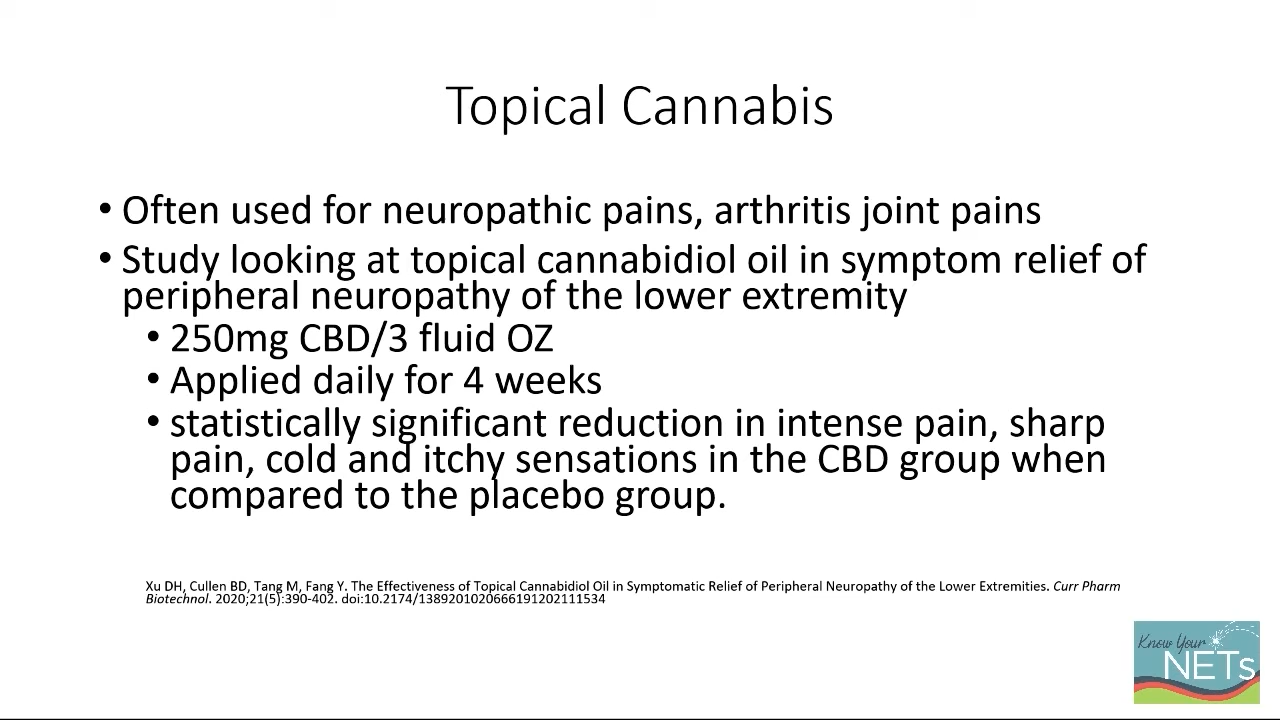 Topical Cannabis
• Often used for neuropathic pains, arthritis joint pains
• Study looking at topical cannabidiol oil in symptom relief of
peripheral neuropathy of the lower extremity
• 250mg CBD/3 fluid OZ
• Applied daily for 4 weeks
• statistically significant reduction in intense pain, sharp
pain, cold and itchy sensations in the CBD group when
compared to the placebo group.
Xu DH, Cullen BD, Tang M, Fang Y. The Effectiveness of Topical Cannabidiol Oil in Symptomatic Relief of Peripheral Neuropathy of the Lower Extremities. Curr Pharm
Biotechnol. 2020;21(5):390-402. doi:10.2174/1389201020666191202111534
Know Your
NETs